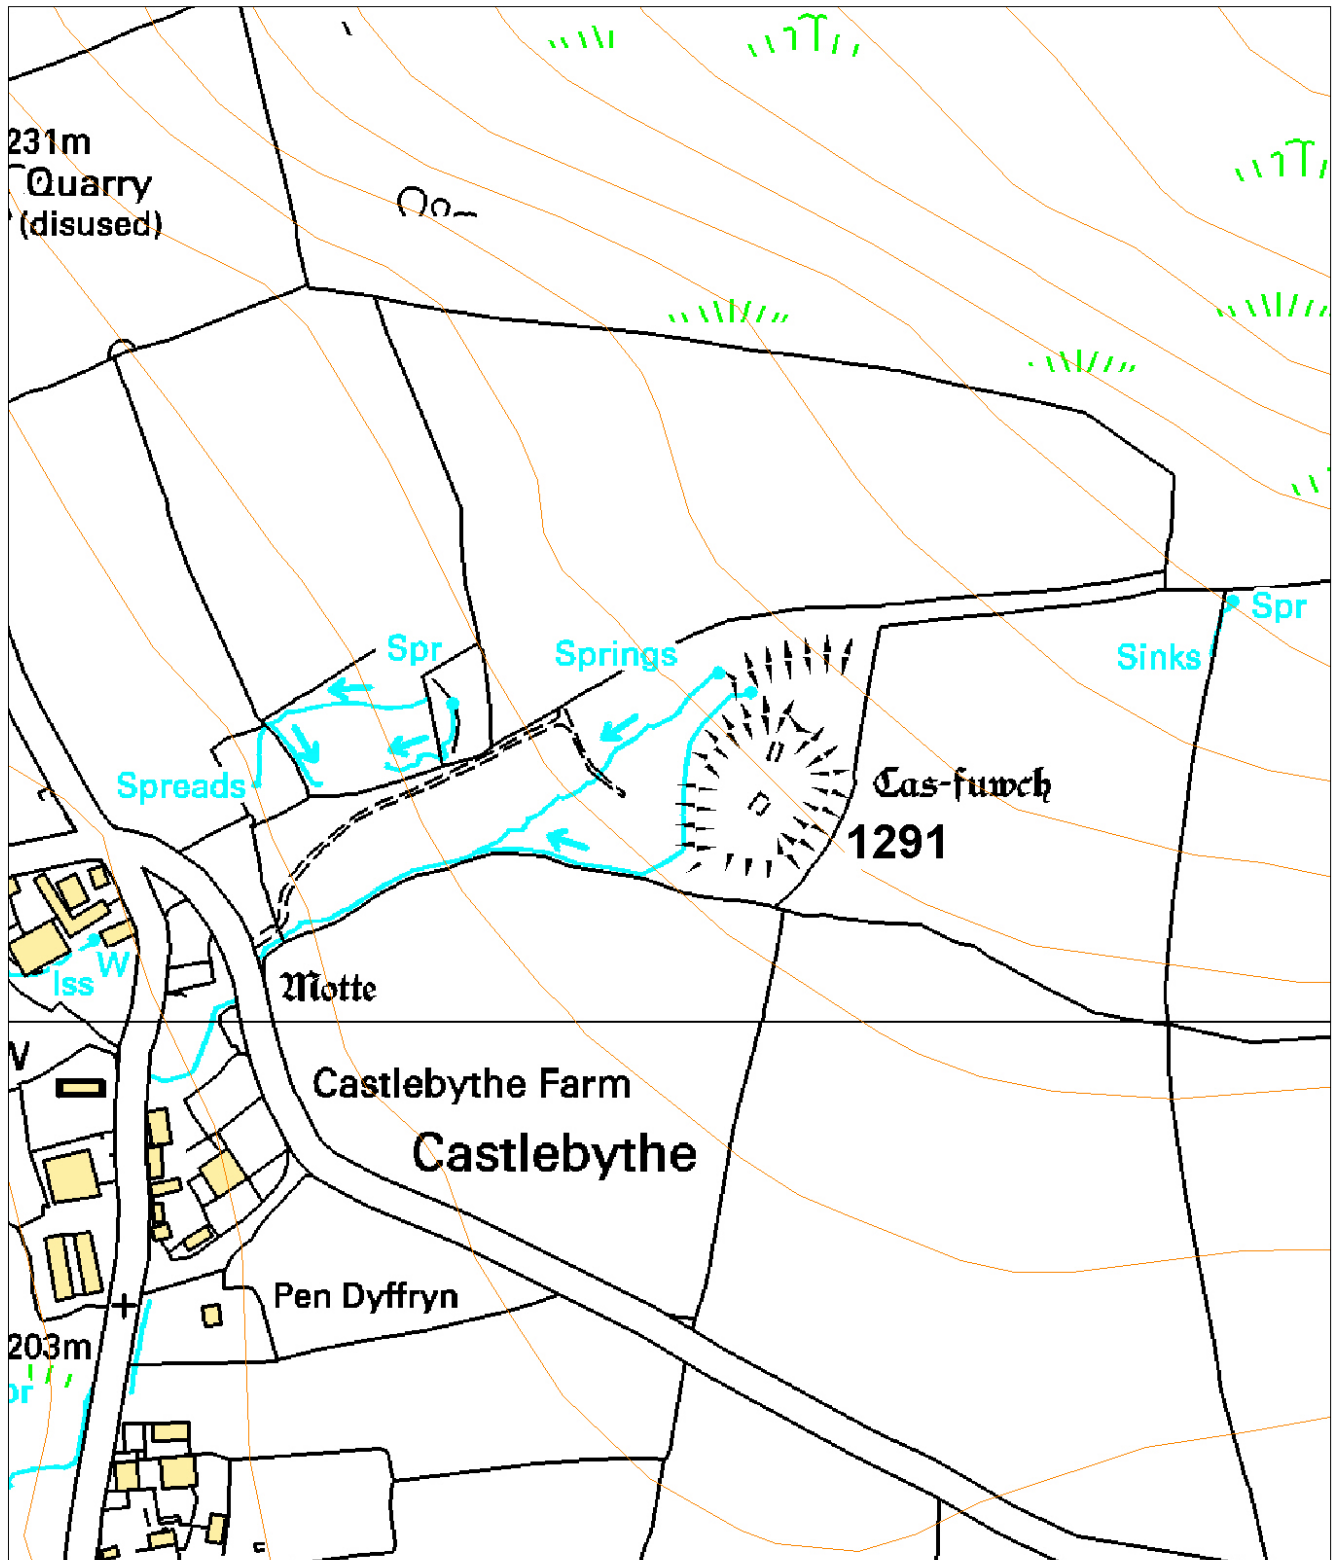 231m
Quarry
(disused)
Spr
Springs
Spr
Sinks
Spreads
Cas-fuwch
1291
W
Iss
Motte
Castlebythe Farm
Castlebythe
Pen Dyffryn
203m